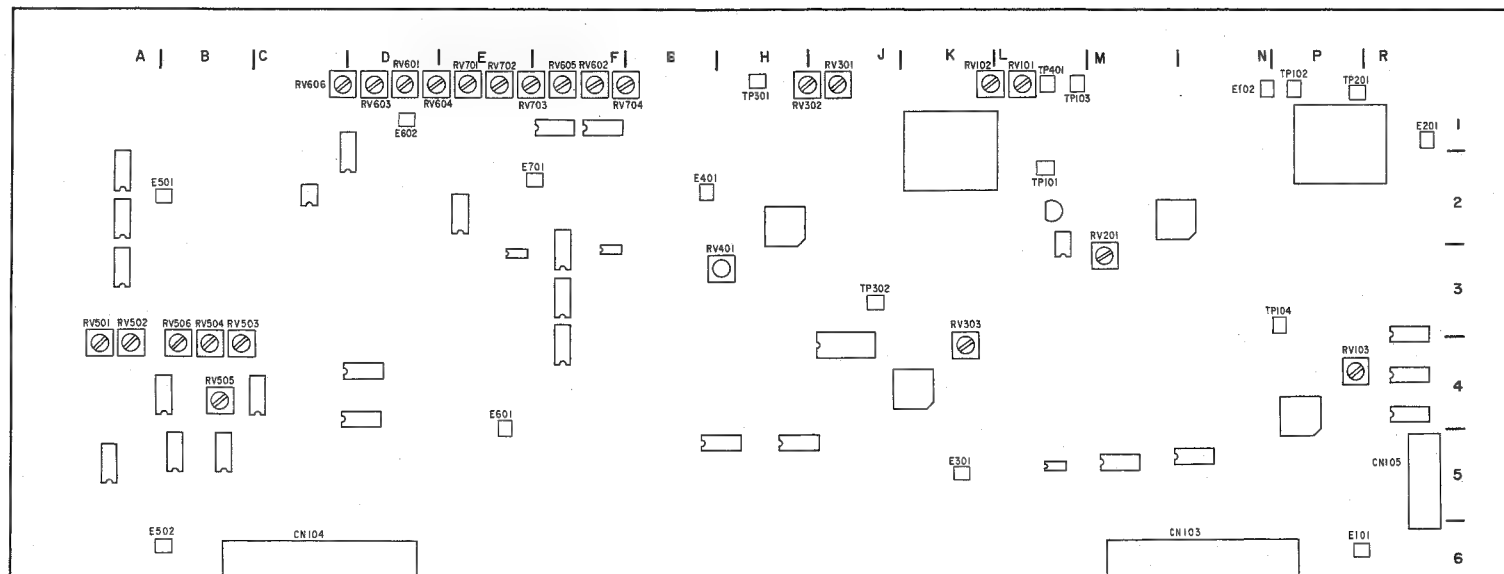 A B C D E F E H J K L M N P R
RV601 RV701 RV702 RV605 RV602 RV301 RV102 RV101 TP401 TP102 TP201
RV606 RV603 RV604 RV703 RV704 TP301 RV302 TP103 E102
E602 E201 1
E501 E701 E401 TP101 2
RV401 RV201
TP302 3
RV501 RV502 RV506 RV504 RV503 RV303 TP104
RV103
RV505 4
E601
E301 CN105 5
E502 CN104 CN103 E101
6